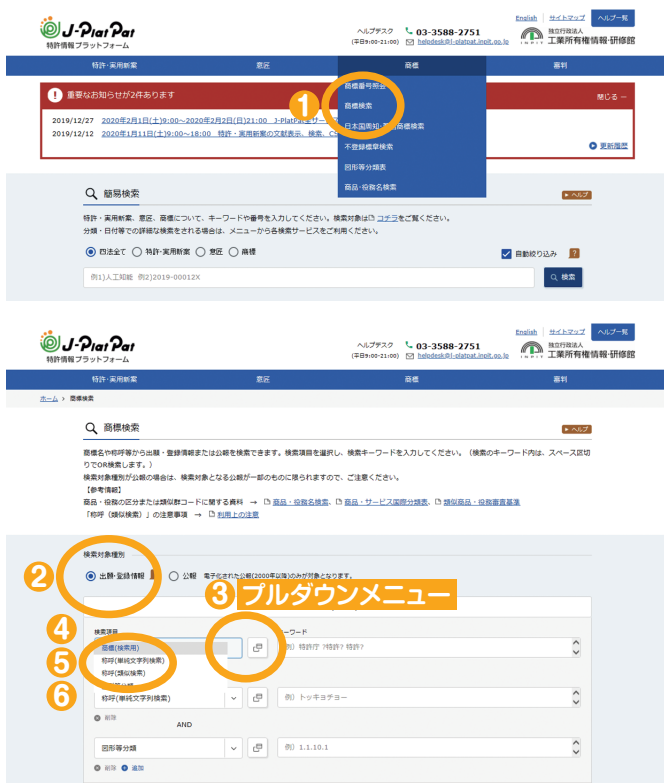 English サイトマップ ヘルプ一覧
J-PlatPat
特許情報プラットフォーム
ヘルプデスク 03-3588-2751
(平日9:00-21:00) helpdesk@j-platpat.inpit.go.jp
INPIT 独立行政法人
工業所有権情報・研修館
特許・実用新案 意匠 商標 審判
商標番号照会
商標検索
日本国周知・商標検索
不登録標章検索
図形等分類表
商品・役務名検索
①
重要なお知らせが2件あります 閉じる −
2019/12/27 2020年2月1日(土)9:00～2020年2月2日(日)21:00 J-PlatPat全サー
2019/12/12 2020年1月11日(土)9:00～18:00 特許・実用新案の文献表示、検索、CS
更新履歴
簡易検索 ヘルプ
特許・実用新案、意匠、商標について、キーワードや番号を入力してください。検索対象は コチラをご覧ください。
分類・日付等での詳細な検索をされる場合は、メニューから各検索サービスをご利用ください。
四法全て 特許・実用新案 意匠 商標 自動絞り込み ?
例1)人工知能 例2)2019-00012X 検索
English サイトマップ ヘルプ一覧
J-PlatPat
特許情報プラットフォーム
ヘルプデスク 03-3588-2751
(平日9:00-21:00) helpdesk@j-platpat.inpit.go.jp
INPIT 独立行政法人
工業所有権情報・研修館
特許・実用新案 意匠 商標 審判
ホーム > 商標検索
商標検索 ヘルプ
商標名や称呼等から出願・登録情報または公報を検索できます。検索項目を選択し、検索キーワードを入力してください。（検索のキーワード内は、スペース区切
りでOR検索します。）
検索対象種別が公報の場合は、検索対象となる公報が一部のものに限られますので、ご注意ください。
【参考情報】
商品・役務の区分または類似群コードに関する資料 → 商品・役務名検索、 商品・サービス国際分類表、 類似商品・役務審査基準
「称呼（類似検索）」の注意事項 → 利用上の注意
検索対象種別
② 出願・登録情報 公報 電子化された公報(2000年以降)のみが対象となります。
③ プルダウンメニュー
④ 検索項目 ーワード
商標(検索用) 例) 特許庁 ?特許? 特許?
⑤ 称呼(単純文字列検索)
称呼(類似検索)
⑥ 称呼(単純文字列検索) 例) トッキョチョー
削除
AND
図形等分類 例) 1.1.10.1
削除 追加